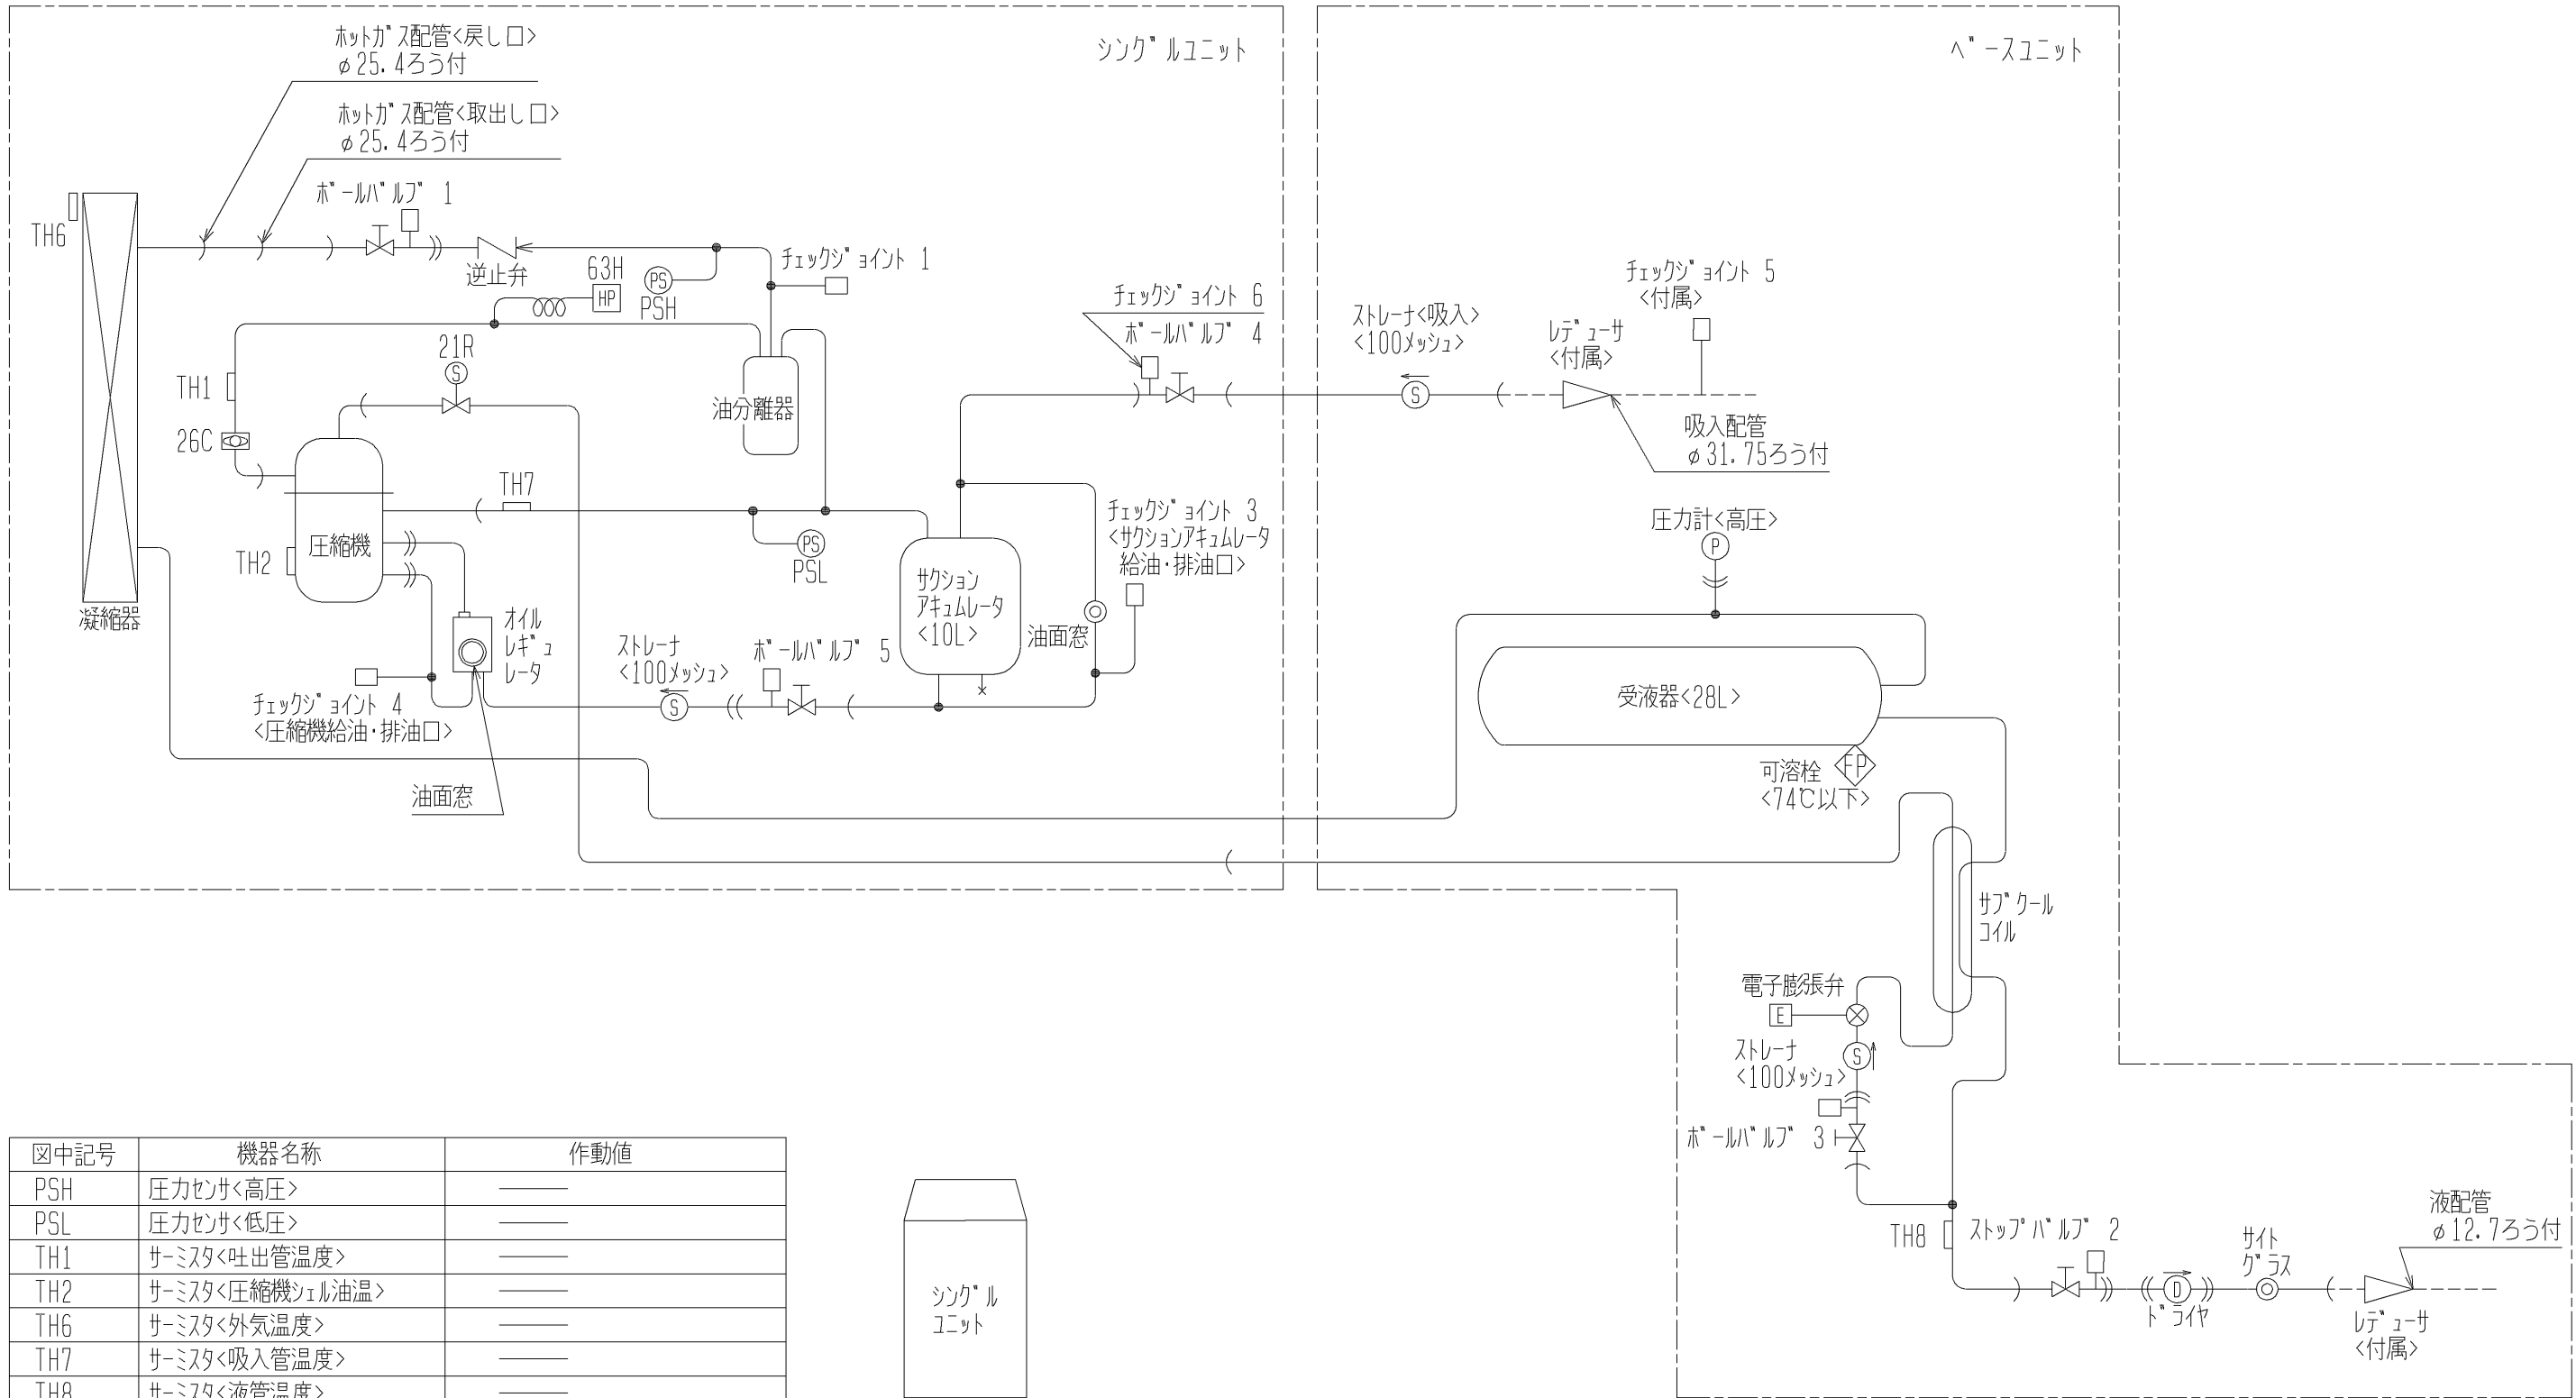 ホットガス配管<戻し口>
φ25.4ろう付
ホットガス配管<取出し口>
φ25.4ろう付
シングルユニット
ベースユニット
ボールバルブ 1
TH6
逆止弁
63H
HP
PS
PSH
チェックジョイント 1
チェックジョイント 6
ボールバルブ 4
ストレーナ<吸入>
<100メッシュ>
S
レデューサ
<付属>
チェックジョイント 5
<付属>
吸入配管
φ31.75ろう付
21R
S
TH1
26C
油分離器
TH7
PS
PSL
圧縮機
TH2
凝縮器
サクション
アキュムレータ
<10L>
油面窓
チェックジョイント 3
<サクションアキュムレータ
給油・排油口>
圧力計<高圧>
P
オイル
レギュ
レータ
ストレーナ
<100メッシュ>
S
ボールバルブ 5
チェックジョイント 4
<圧縮機給油・排油口>
油面窓
受液器<28L>
可溶栓
<74℃以下>
FP
サブクール
コイル
電子膨張弁
E
ストレーナ
<100メッシュ>
S
ボールバルブ 3
TH8
ストップバルブ 2
D
ドライヤ
サイト
グラス
液配管
φ12.7ろう付
レデューサ
<付属>
図中記号 機器名称 作動値
PSH 圧力センサ<高圧> ———
PSL 圧力センサ<低圧> ———
TH1 サーミスタ<吐出管温度> ———
TH2 サーミスタ<圧縮機シェル油温> ———
TH6 サーミスタ<外気温度> ———
TH7 サーミスタ<吸入管温度> ———
TH8 サーミスタ<液管温度> ———
シングル
ユニット